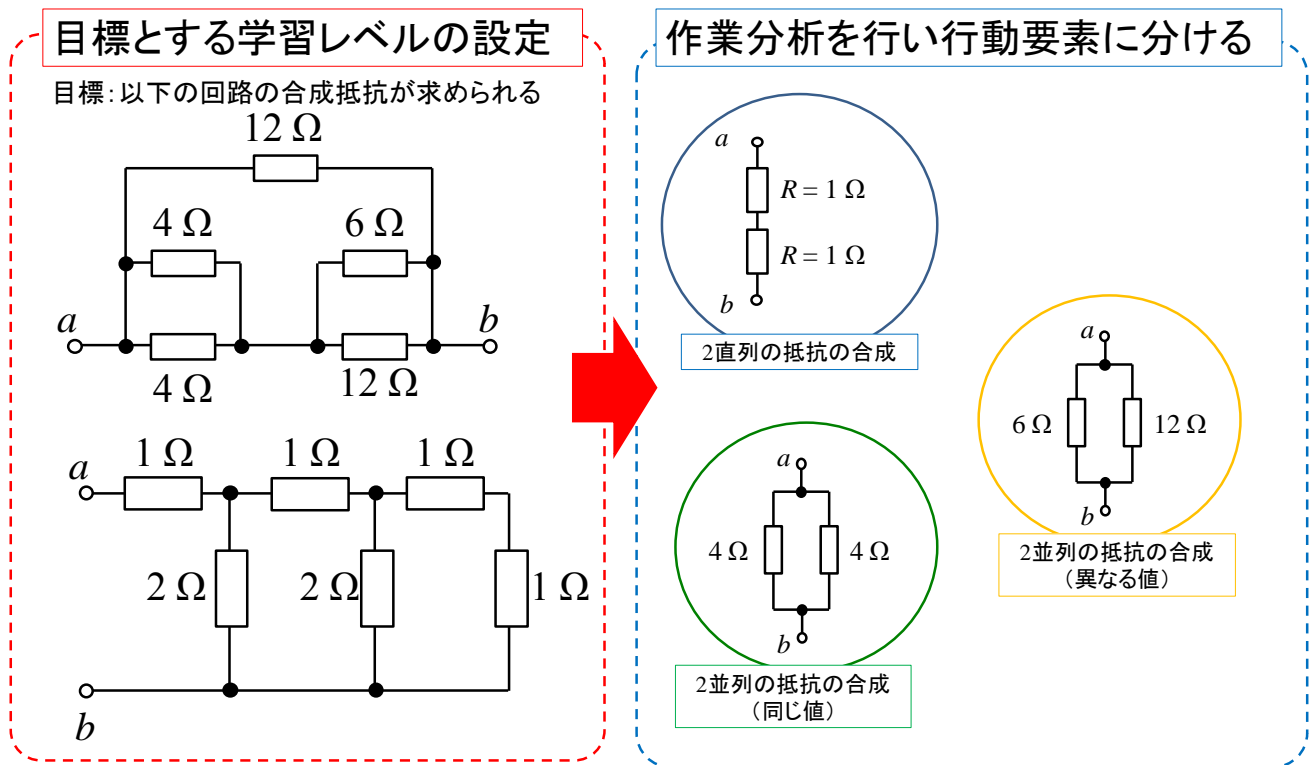 目標とする学習レベルの設定
目標：以下の回路の合成抵抗が求められる
12 Ω
4 Ω
6 Ω
a
b
4 Ω
12 Ω
a
1 Ω
1 Ω
1 Ω
2 Ω
2 Ω
1 Ω
b
作業分析を行い行動要素に分ける
a
R = 1 Ω
R = 1 Ω
b
2直列の抵抗の合成
a
6 Ω
12 Ω
b
2並列の抵抗の合成
（異なる値）
a
4 Ω
4 Ω
b
2並列の抵抗の合成
（同じ値）